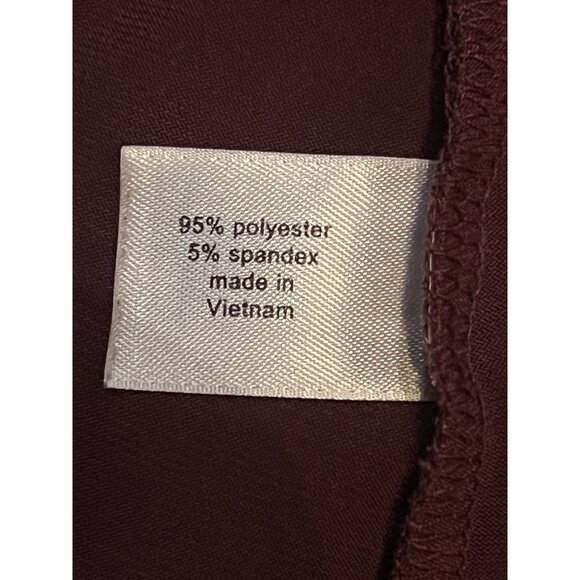 95% polyester
5% spandex
made in
Vietnam